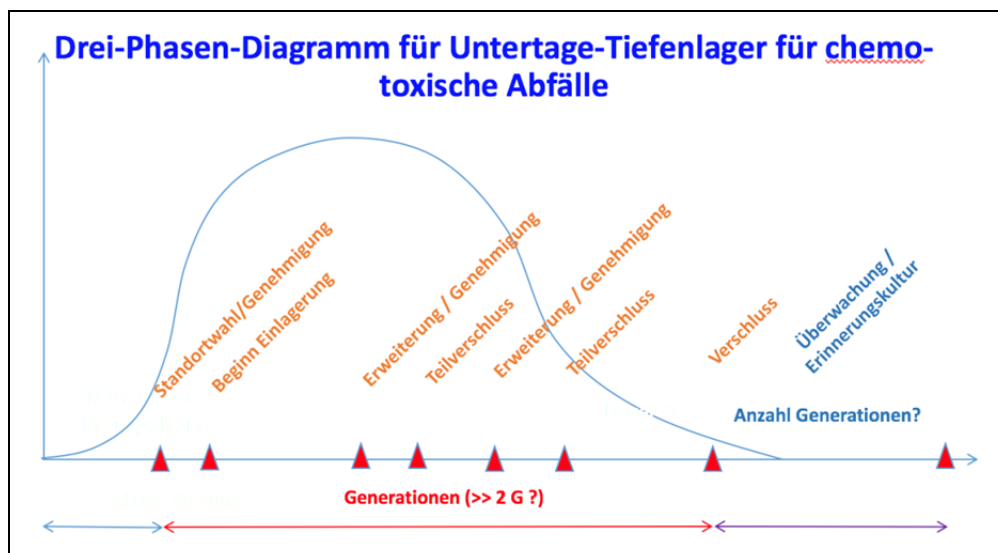 Drei-Phasen-Diagramm für Untertage-Tiefenlager für chemo-
toxische Abfälle
Standortwahl/Genehmigung
Beginn Einlagerung
Erweiterung / Genehmigung
Teilverschluss
Erweiterung / Genehmigung
Teilverschluss
Verschluss
Überwachung /
Erinnerungskultur
Anzahl Generationen?
Generationen (>> 2 G ?)